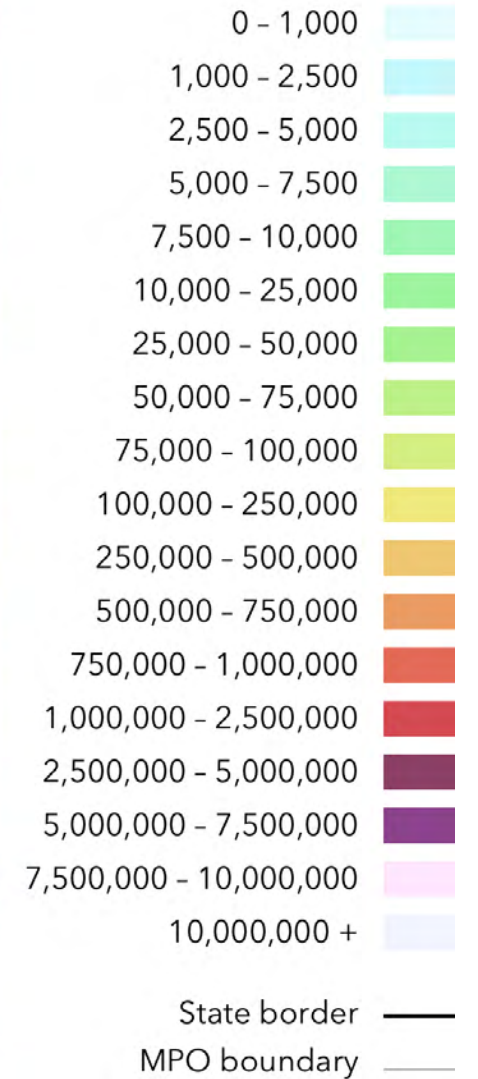 0 – 1,000
1,000 – 2,500
2,500 – 5,000
5,000 – 7,500
7,500 – 10,000
10,000 – 25,000
25,000 – 50,000
50,000 – 75,000
75,000 – 100,000
100,000 – 250,000
250,000 – 500,000
500,000 – 750,000
750,000 – 1,000,000
1,000,000 – 2,500,000
2,500,000 – 5,000,000
5,000,000 – 7,500,000
7,500,000 – 10,000,000
10,000,000 +
State border
MPO boundary